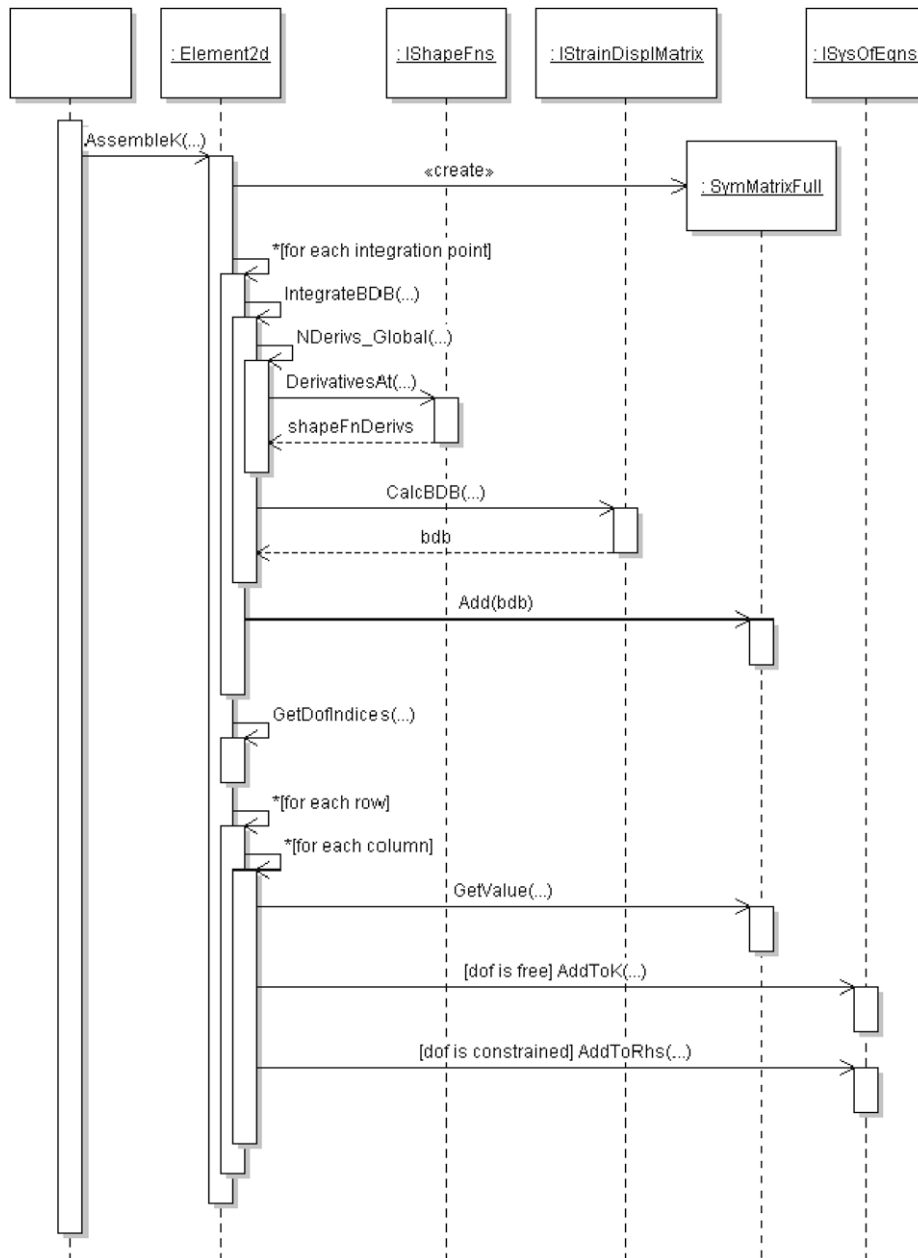 : Element2d
: IShapeFns
: IStrainDisplMatrix
: ISysOfEqns
AssembleK(...)
«create»
: SymMatrixFull
*[for each integration point]
IntegrateBDB(...)
NDerivs_Global(...)
DerivativesAt(...)
shapeFnDerivs
CalcBDB(...)
bdb
Add(bdb)
GetDofIndices(...)
*[for each row]
*[for each column]
GetValue(...)
[dof is free] AddToK(...)
[dof is constrained] AddToRhs(...)